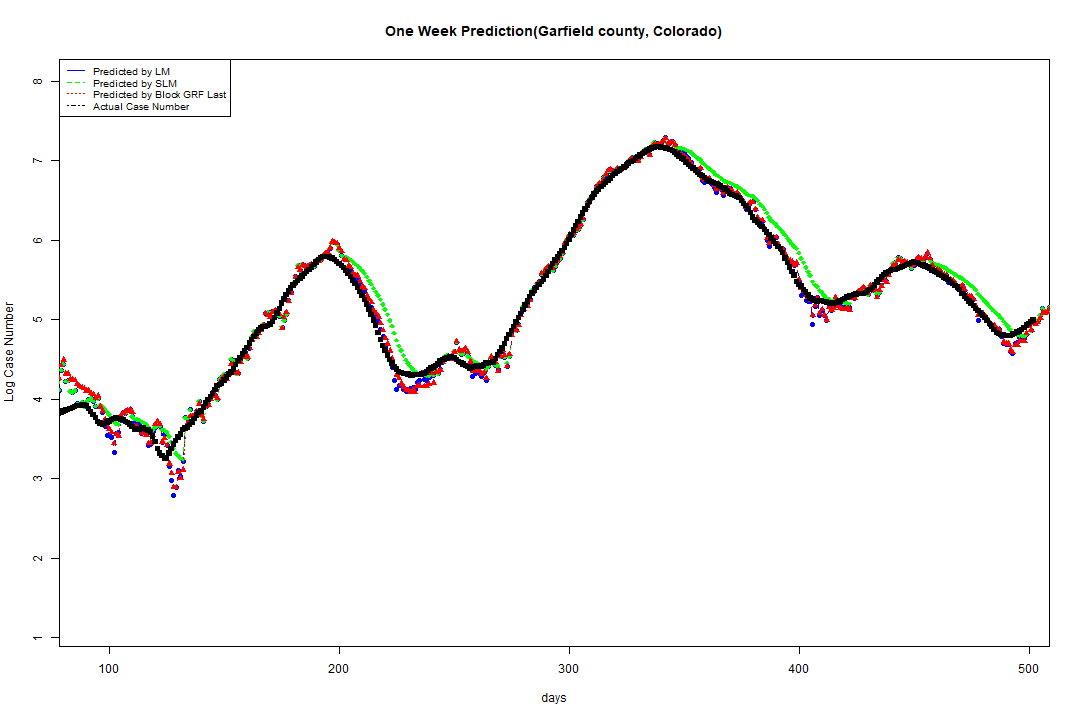 One Week Prediction(Garfield county, Colorado)
Predicted by LM
Predicted by SLM
Predicted by Block GRF Last
Actual Case Number
8
7
6
5
4
3
2
1
Log Case Number
100 200 300 400 500
days